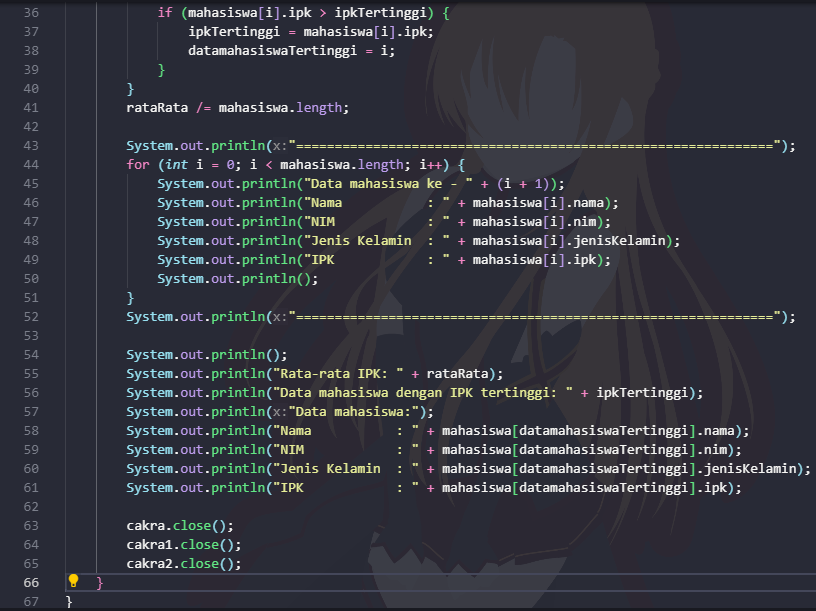 36 if (mahasiswa[i].ipk > ipkTertinggi) {
37 ipkTertinggi = mahasiswa[i].ipk;
38 datamahasiswaTertinggi = i;
39 }
40 }
41 rataRata /= mahasiswa.length;
42
43 System.out.println(x:"==============================================================");
44 for (int i = 0; i < mahasiswa.length; i++) {
45 System.out.println("Data mahasiswa ke - " + (i + 1));
46 System.out.println("Nama           : " + mahasiswa[i].nama);
47 System.out.println("NIM            : " + mahasiswa[i].nim);
48 System.out.println("Jenis Kelamin  : " + mahasiswa[i].jenisKelamin);
49 System.out.println("IPK            : " + mahasiswa[i].ipk);
50 System.out.println();
51 }
52 System.out.println(x:"==============================================================");
53
54 System.out.println();
55 System.out.println("Rata-rata IPK: " + rataRata);
56 System.out.println("Data mahasiswa dengan IPK tertinggi: " + ipkTertinggi);
57 System.out.println(x:"Data mahasiswa:");
58 System.out.println("Nama           : " + mahasiswa[datamahasiswaTertinggi].nama);
59 System.out.println("NIM            : " + mahasiswa[datamahasiswaTertinggi].nim);
60 System.out.println("Jenis Kelamin  : " + mahasiswa[datamahasiswaTertinggi].jenisKelamin);
61 System.out.println("IPK            : " + mahasiswa[datamahasiswaTertinggi].ipk);
62
63 cakra.close();
64 cakra1.close();
65 cakra2.close();
66 }
67 }